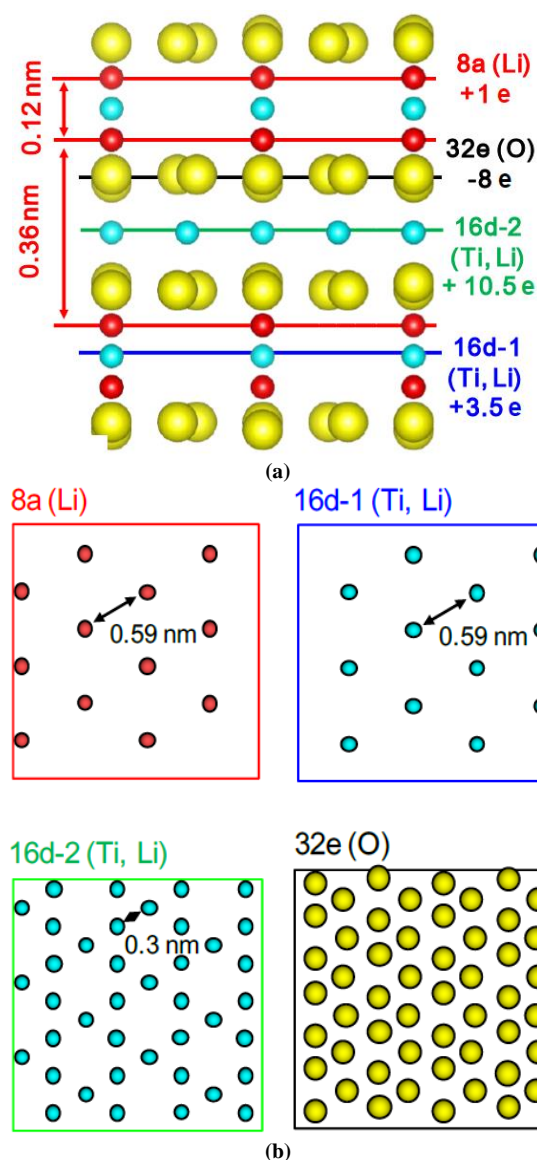 0.12 nm
0.36 nm
8a (Li)
+1 e
32e (O)
-8 e
16d-2
(Ti, Li)
+ 10.5 e
16d-1
(Ti, Li)
+3.5 e
(a)
8a (Li)
0.59 nm
16d-1 (Ti, Li)
0.59 nm
16d-2 (Ti, Li)
0.3 nm
32e (O)
(b)